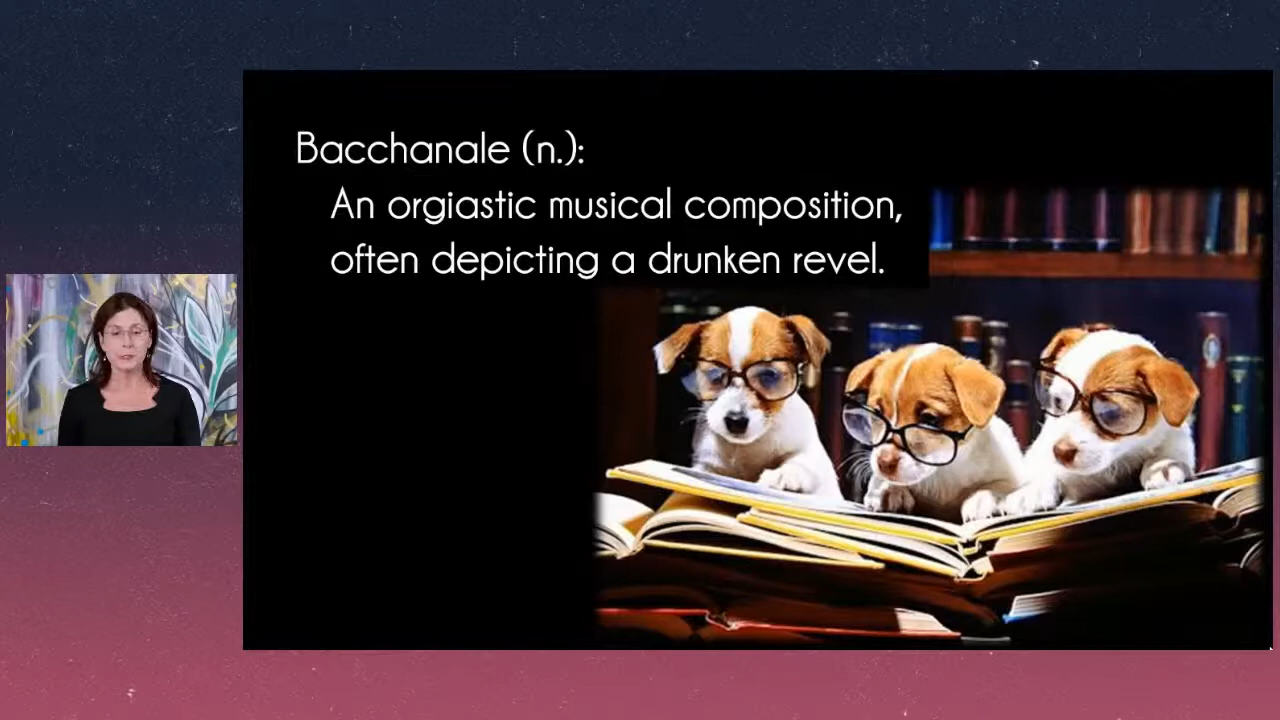 Bacchanale (n.):
An orgiastic musical composition,
often depicting a drunken revel.